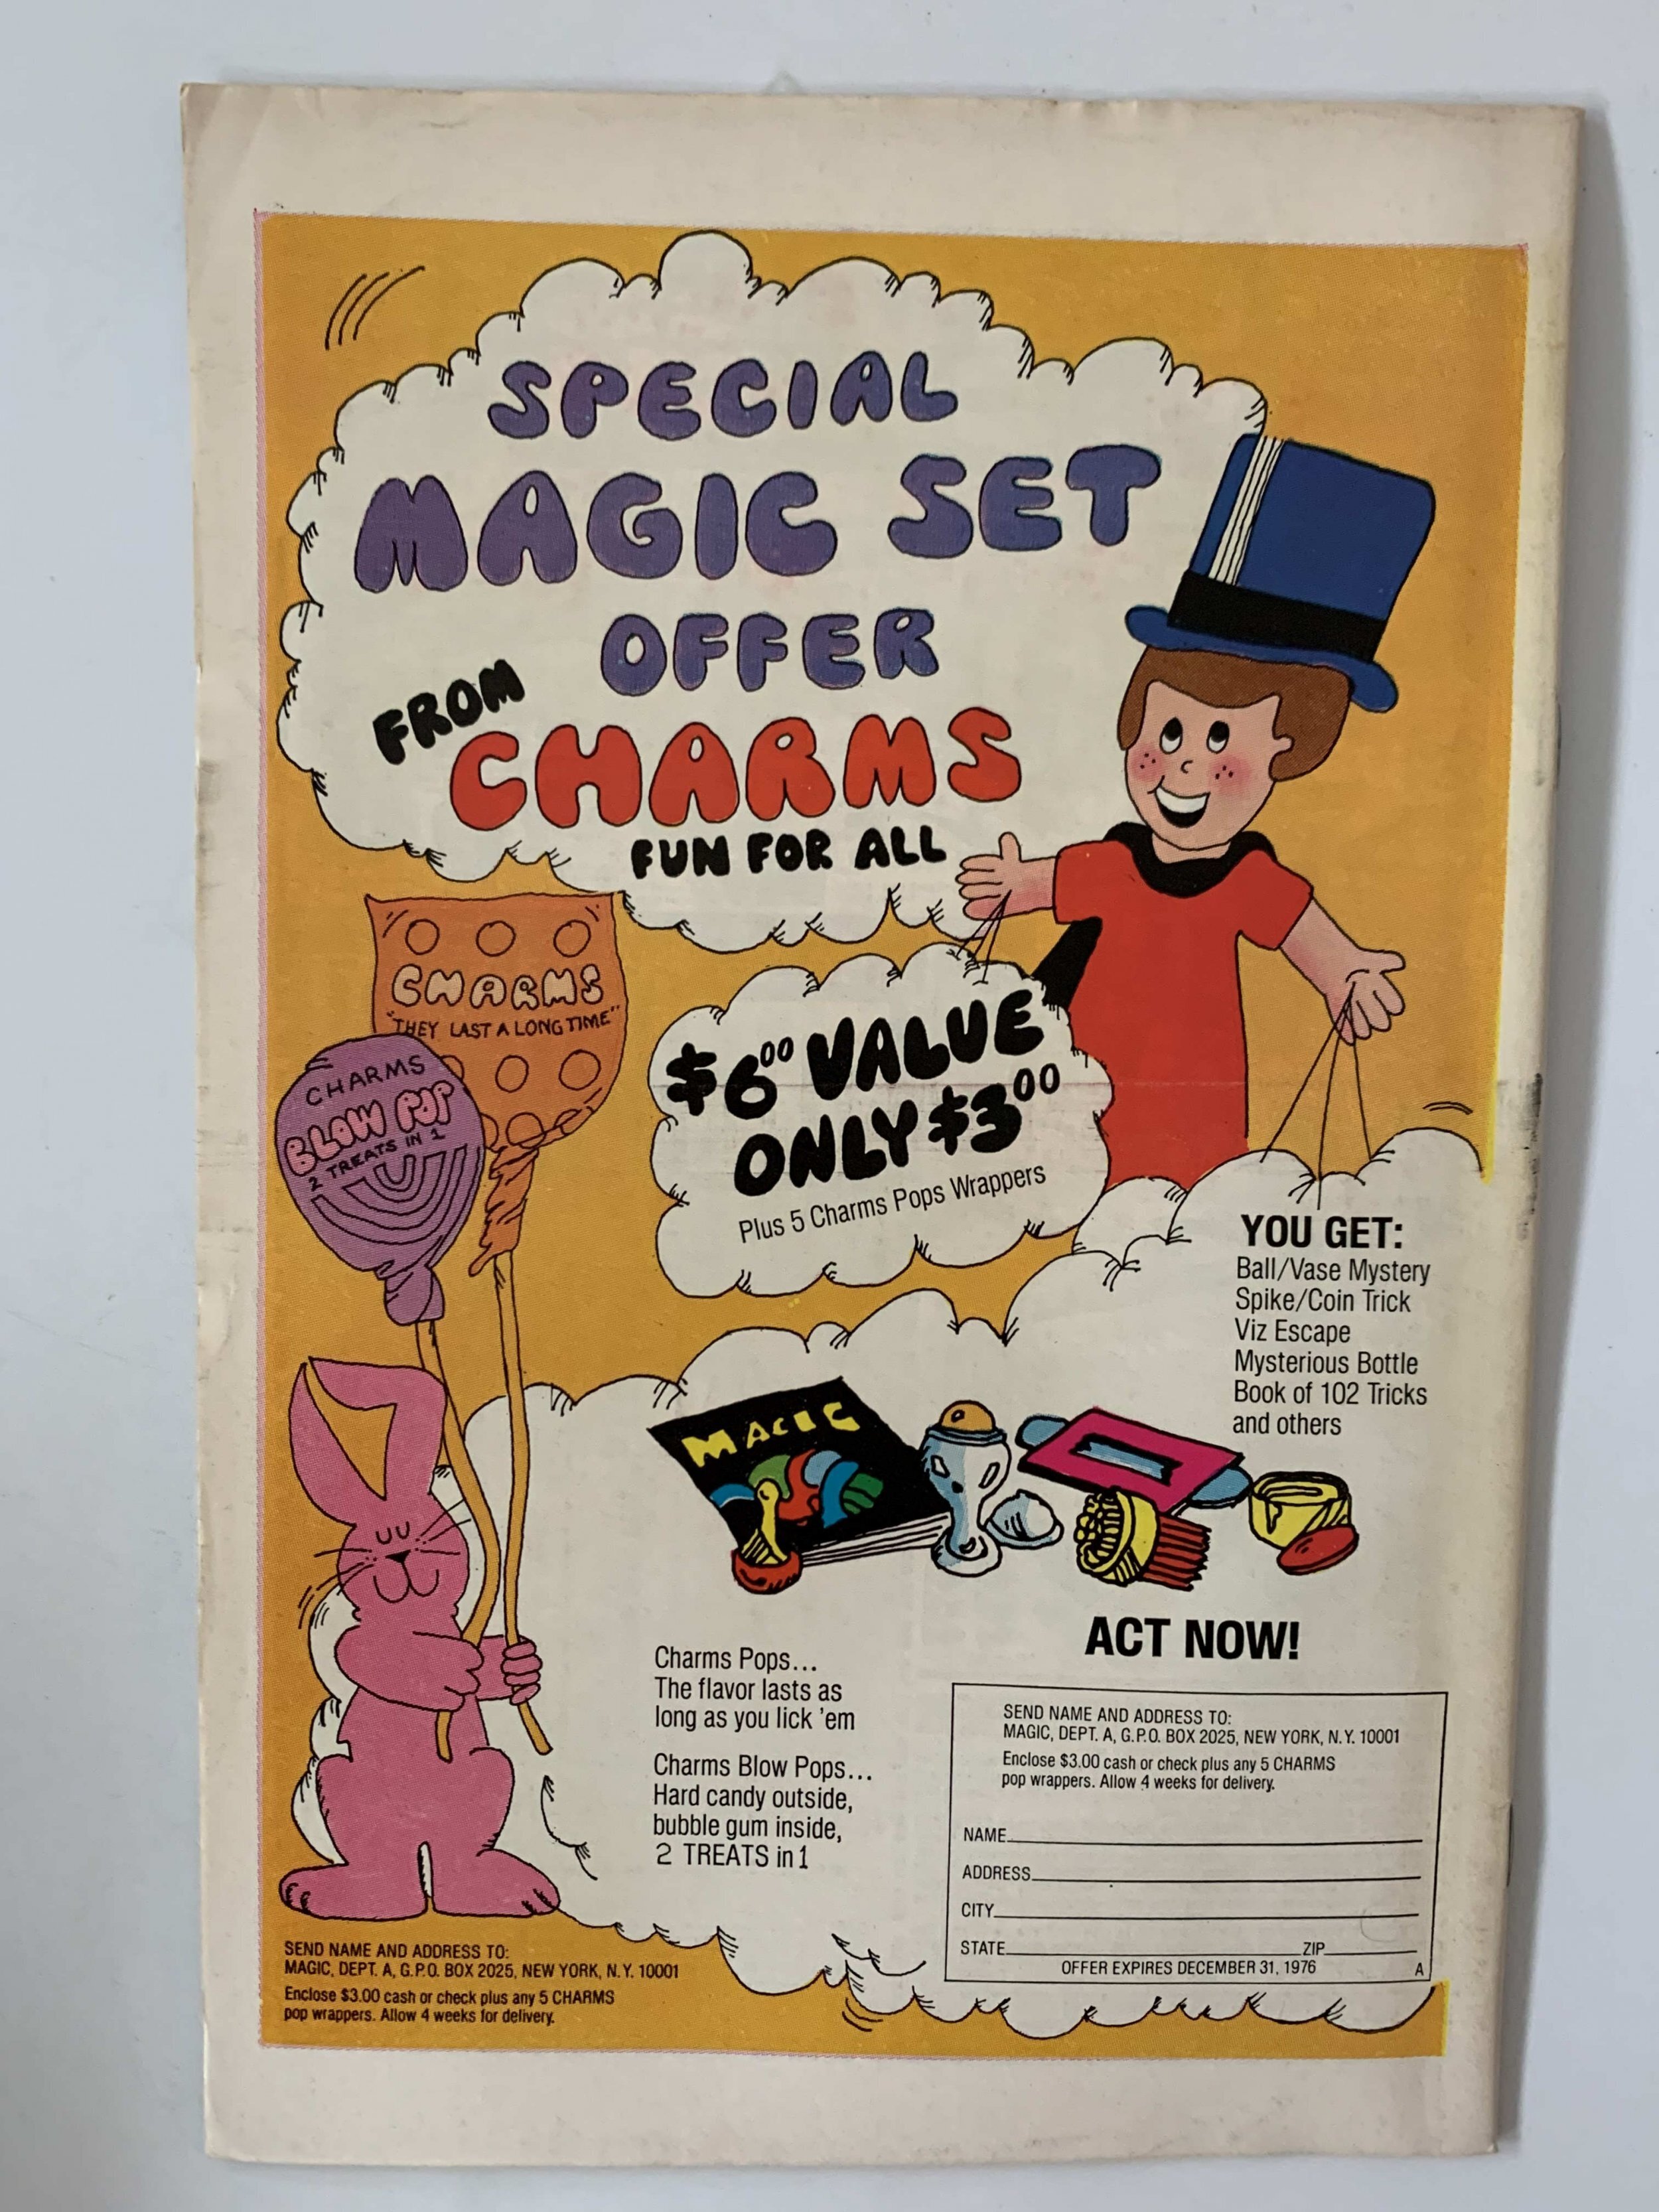 SPECIAL
MAGIC SET
OFFER
FROM
CHARMS
FUN FOR ALL
CHARMS
"THEY LAST A LONG TIME"
CHARMS
BLOW POP
2 TREATS IN 1
$6.00 VALUE
ONLY $3.00
Plus 5 Charms Pops Wrappers
YOU GET:
Ball/Vase Mystery
Spike/Coin Trick
Viz Escape
Mysterious Bottle
Book of 102 Tricks
and others
MAGIC
ACT NOW!
Charms Pops...
The flavor lasts as
long as you lick 'em
Charms Blow Pops...
Hard candy outside,
bubble gum inside,
2 TREATS in 1
SEND NAME AND ADDRESS TO:
MAGIC, DEPT. A, G.P.O. BOX 2025, NEW YORK, N.Y. 10001
Enclose $3.00 cash or check plus any 5 CHARMS
pop wrappers. Allow 4 weeks for delivery.
NAME
ADDRESS
CITY
STATE ZIP
OFFER EXPIRES DECEMBER 31, 1976 A
SEND NAME AND ADDRESS TO:
MAGIC, DEPT. A, G.P.O. BOX 2025, NEW YORK, N.Y. 10001
Enclose $3.00 cash or check plus any 5 CHARMS
pop wrappers. Allow 4 weeks for delivery.